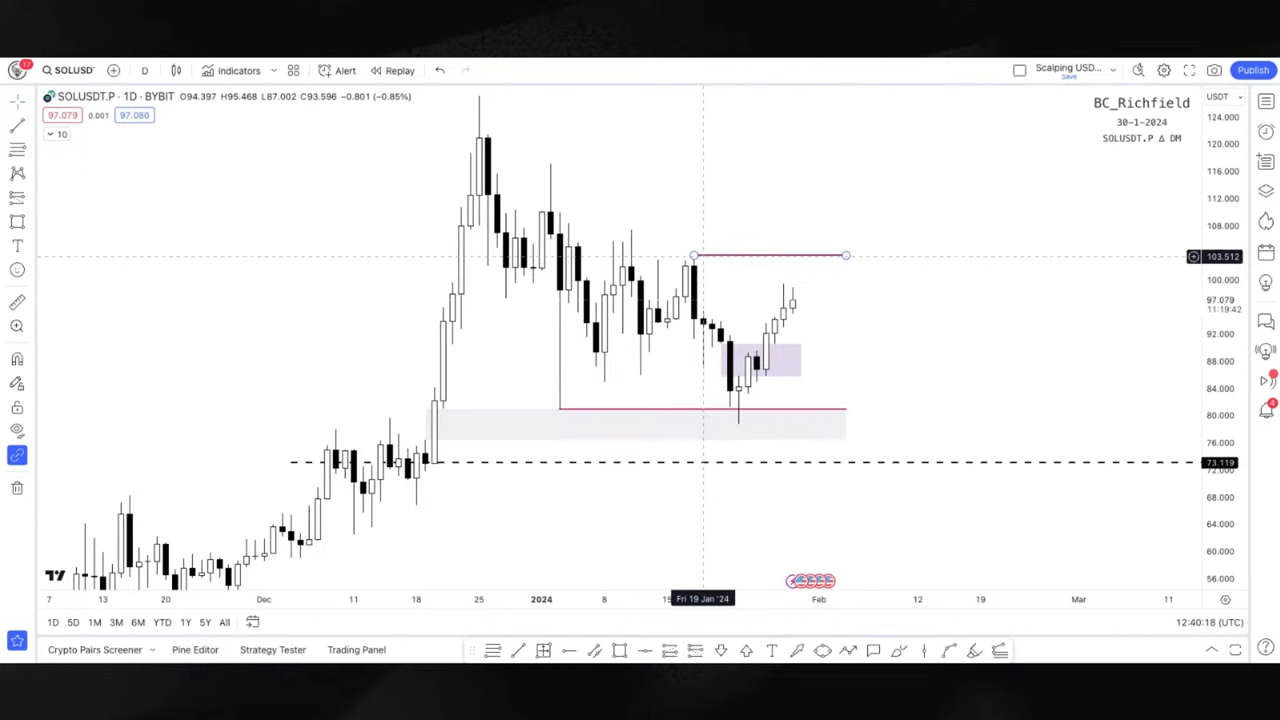 17
SOLUSD
D
Indicators
Alert
Replay
Scalping USD...
Save
Publish
SOLUSDT.P · 1D · BYBIT O94.397 H95.468 L87.002 C93.596 −0.801 (−0.85%)
USDT
97.079 0.001 97.080
10
BC_Richfield
30-1-2024
SOLUSDT.P Δ DM
124.000
120.000
116.000
112.000
108.000
103.512
100.000
97.079
11:19:42
92.000
88.000
84.000
80.000
76.000
73.119
72.000
68.000
64.000
60.000
56.000
4
7 13 20 Dec 11 18 25 2024 8 Fri 19 Jan '24 Feb 12 19 Mar 11
1D 5D 1M 3M 6M YTD 1Y 5Y All
12:40:18 (UTC)
Crypto Pairs Screener Pine Editor Strategy Tester Trading Panel